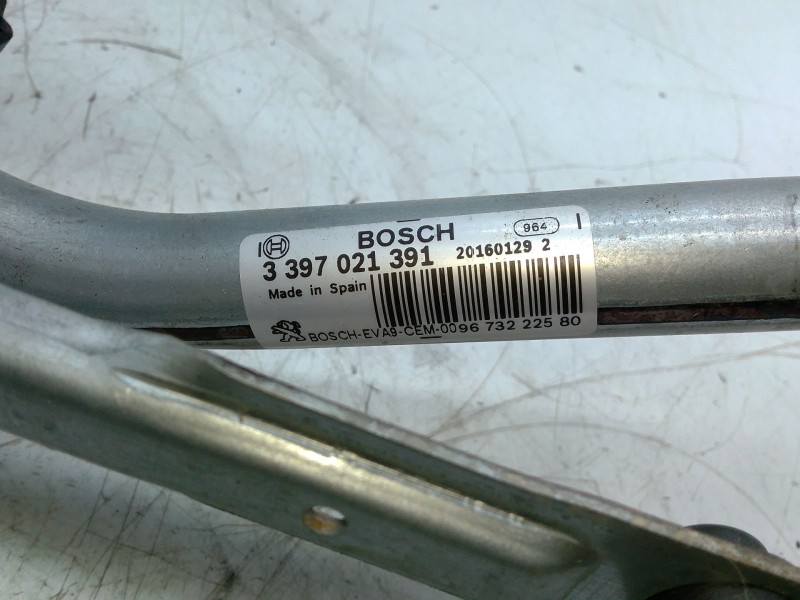 BOSCH 964
3 397 021 391 20160129 2
Made in Spain
BOSCH-EVA9-CEM-0096 732 225 80